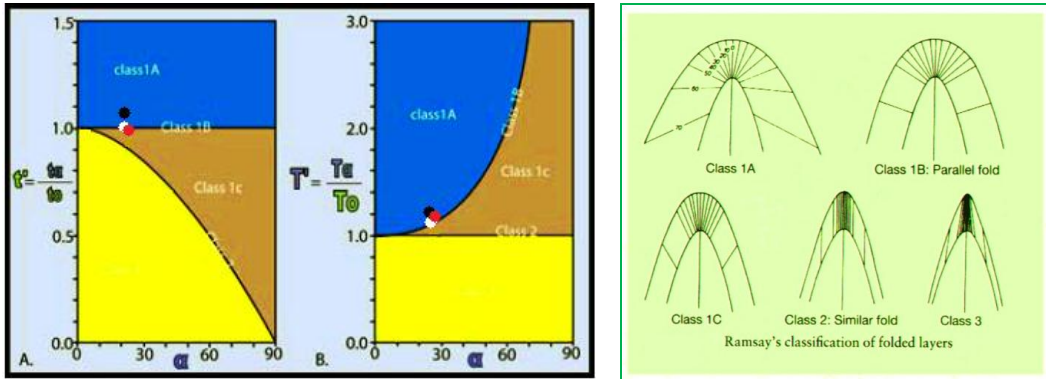 1.5
class1A
1.0
Class 1B
t'= tα
to
Class 1c
0.5
0.0
0
30
60
90
A.
α
3.0
class1A
Class 1B
2.0
T'= Tα
To
Class 1c
1.0
Class 2
0.0
0
30
60
90
B.
α
Class 1A
Class 1B: Parallel fold
Class 1C
Class 2: Similar fold
Class 3
Ramsay's classification of folded layers